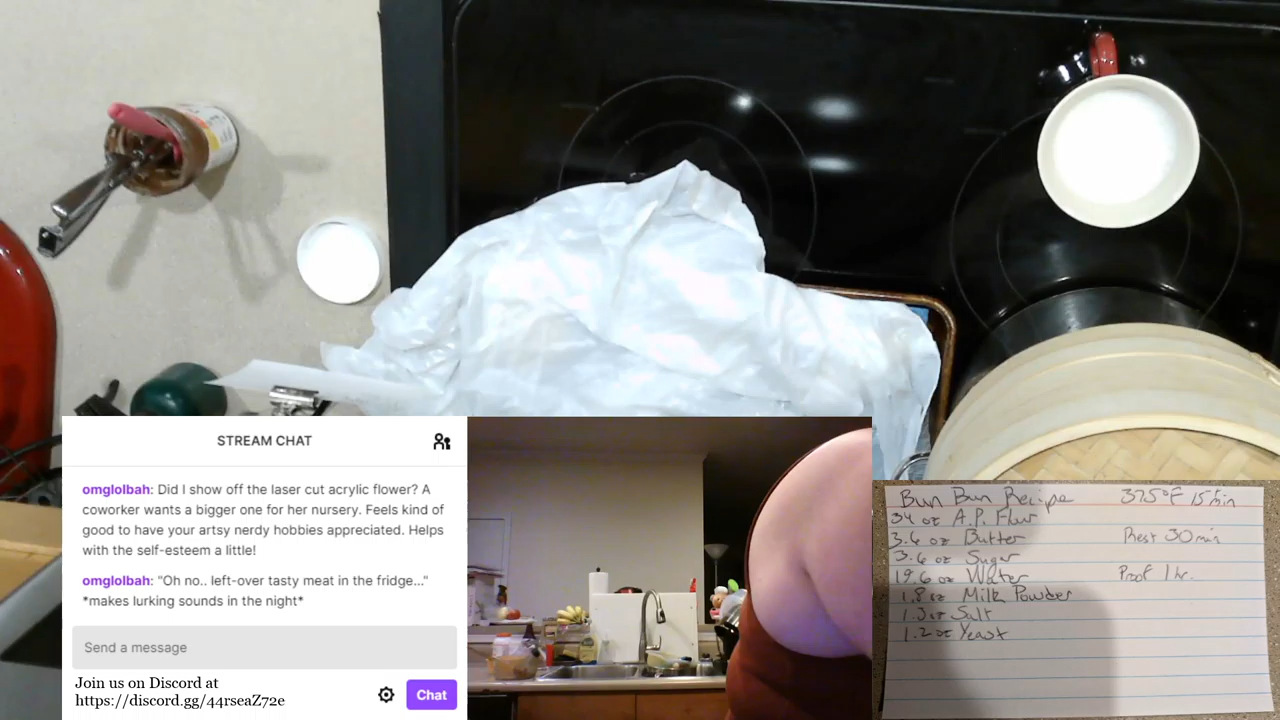 STREAM CHAT
omglolbah: Did I show off the laser cut acrylic flower? A
coworker wants a bigger one for her nursery. Feels kind of
good to have your artsy nerdy hobbies appreciated. Helps
with the self-esteem a little!
omglolbah: "Oh no.. left-over tasty meat in the fridge..."
*makes lurking sounds in the night*
Send a message
Join us on Discord at
https://discord.gg/44rseaZ72e
Chat
Bun Bun Recipe 375°F 15 min
34 oz A.P. Flour
3.6 oz Butter Rest 30 min
3.6 oz Sugar
19.6 oz Water Proof 1 hr.
1.8 oz Milk Powder
Salt
1.2 oz Yeast